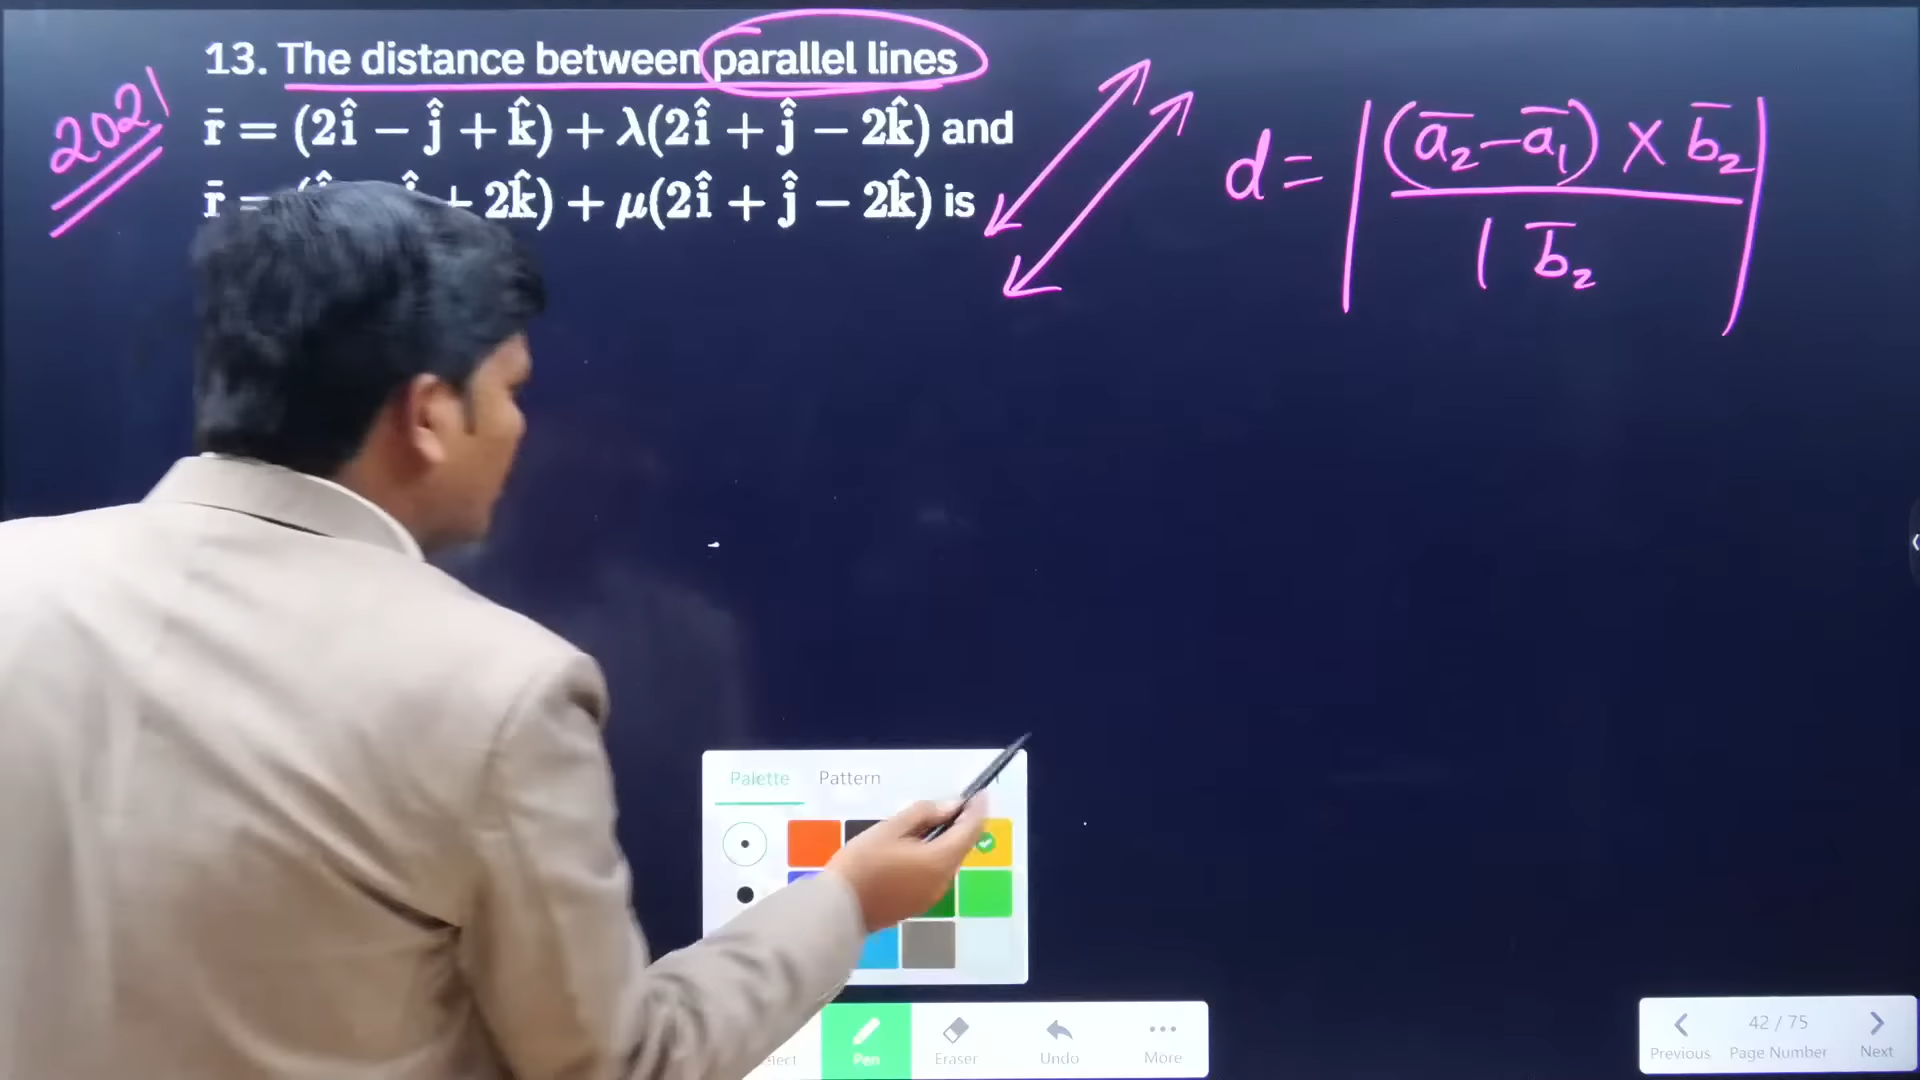 13. The distance between parallel lines
r̄ = (2î − ĵ + k̂) + λ(2î + ĵ − 2k̂) and
r̄ = (î + 2k̂) + μ(2î + ĵ − 2k̂) is
2021
d = | (ā₂ − ā₁) × b̄₂ |
| b̄₂
Palette Pattern
Pen Eraser Undo More
42 / 75
Previous Page Number Next